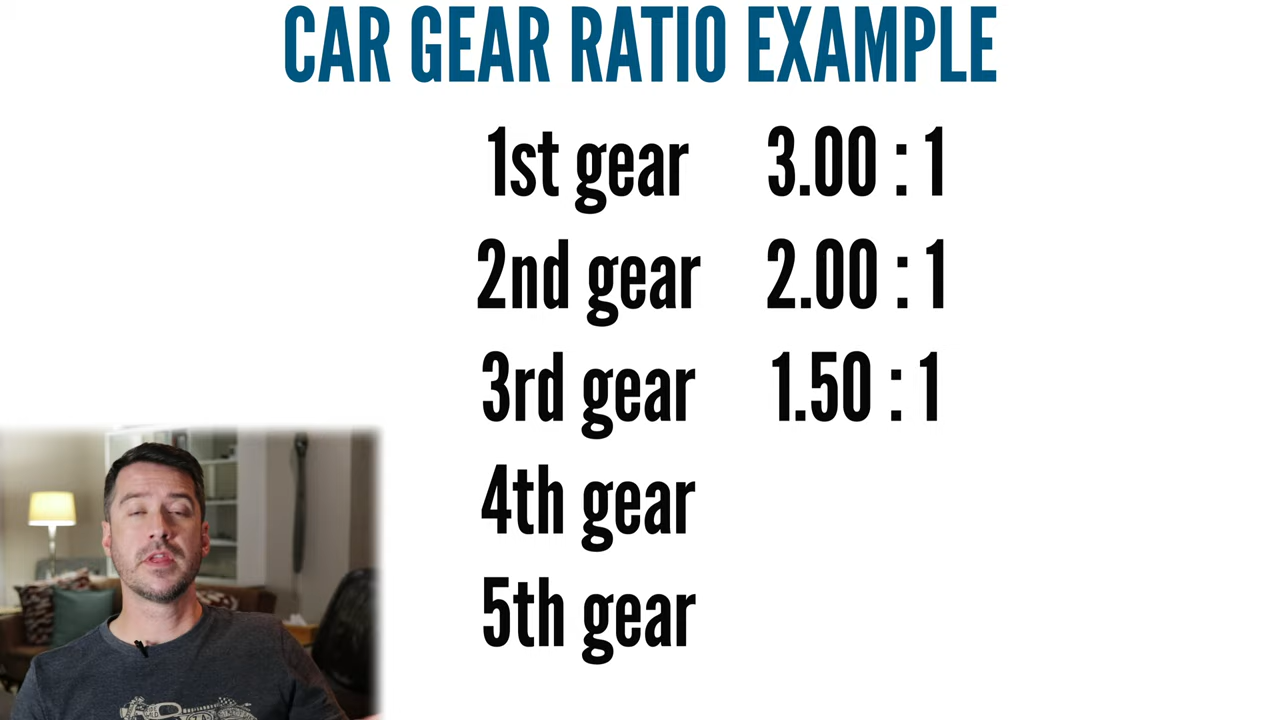 CAR GEAR RATIO EXAMPLE
1st gear 3.00 : 1
2nd gear 2.00 : 1
3rd gear 1.50 : 1
4th gear
5th gear